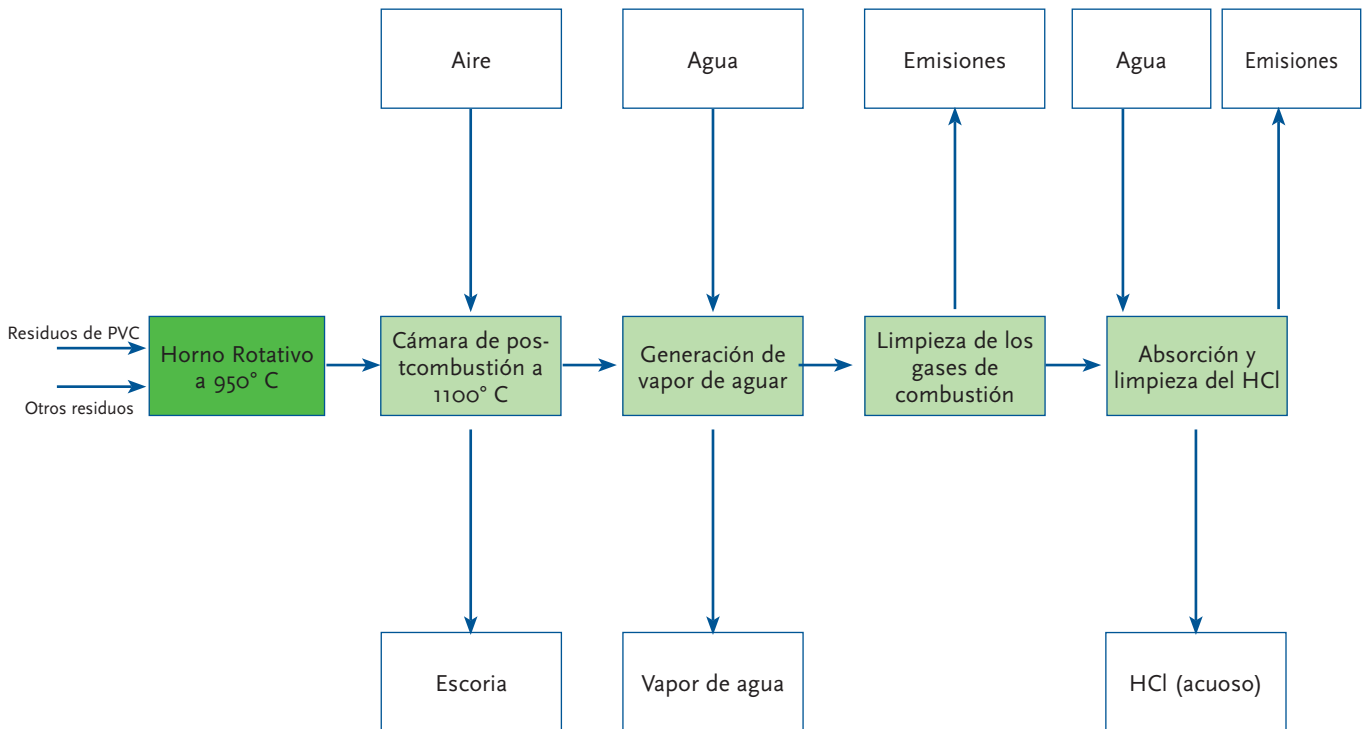 Aire
Agua
Emisiones
Agua
Emisiones
Residuos de PVC
Otros residuos
Horno Rotativo
a 950° C
Cámara de pos-
tcombustión a
1100° C
Generación de
vapor de aguar
Limpieza de los
gases de
combustión
Absorción y
limpieza del HCl
Escoria
Vapor de agua
HCl (acuoso)